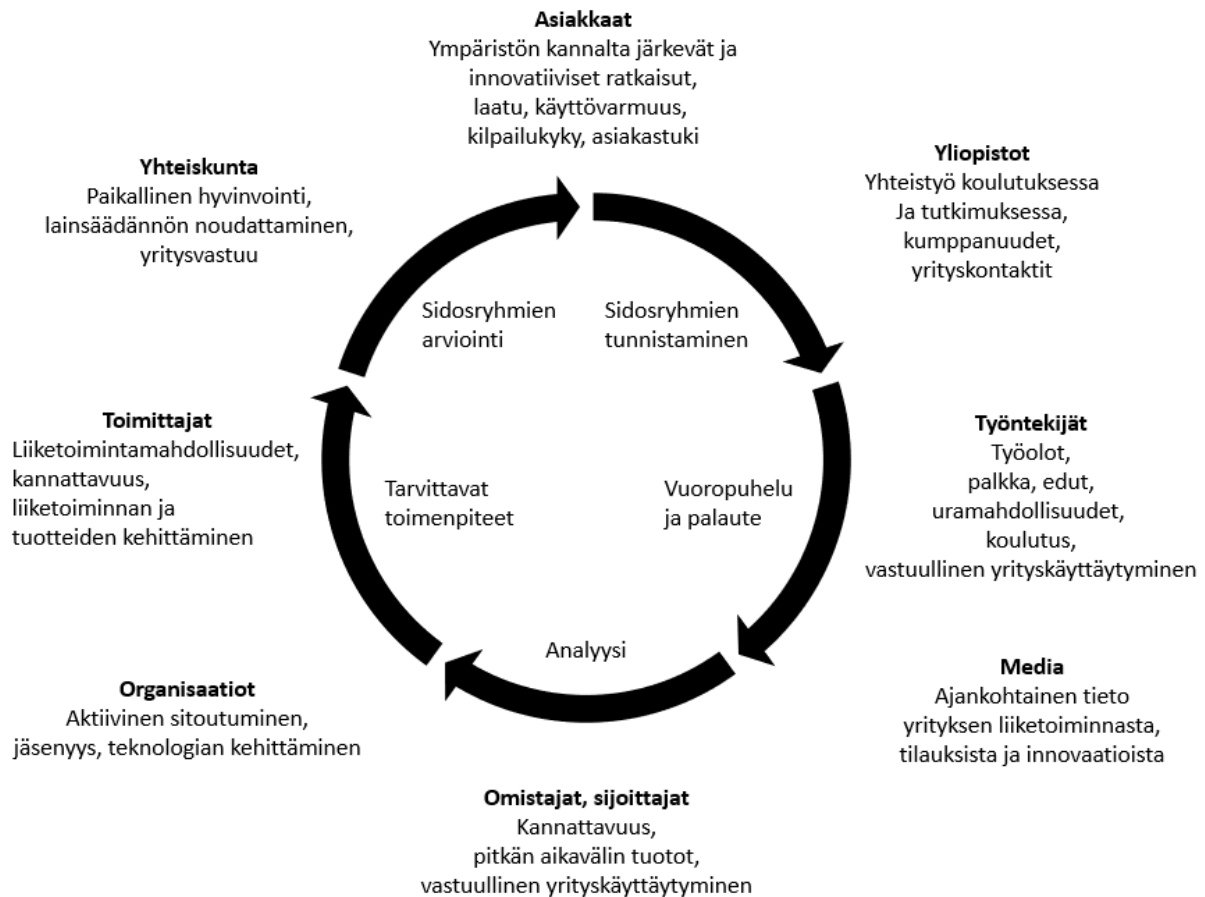 Asiakkaat
Ympäristön kannalta järkevät ja
innovatiiviset ratkaisut,
laatu, käyttövarmuus,
kilpailukyky, asiakastuki
Yliopistot
Yhteistyö koulutuksessa
Ja tutkimuksessa,
kumppanuudet,
yrityskontaktit
Työntekijät
Työolot,
palkka, edut,
uramahdollisuudet,
koulutus,
vastuullinen yrityskäyttäytyminen
Media
Ajankohtainen tieto
yrityksen liiketoiminnasta,
tilauksista ja innovaatioista
Omistajat, sijoittajat
Kannattavuus,
pitkän aikavälin tuotot,
vastuullinen yrityskäyttäytyminen
Organisaatiot
Aktiivinen sitoutuminen,
jäsenyys, teknologian kehittäminen
Toimittajat
Liiketoimintamahdollisuudet,
kannattavuus,
liiketoiminnan ja
tuotteiden kehittäminen
Yhteiskunta
Paikallinen hyvinvointi,
lainsäädännön noudattaminen,
yritysvastuu
Sidosryhmien
tunnistaminen
Vuoropuhelu
ja palaute
Analyysi
Tarvittavat
toimenpiteet
Sidosryhmien
arviointi